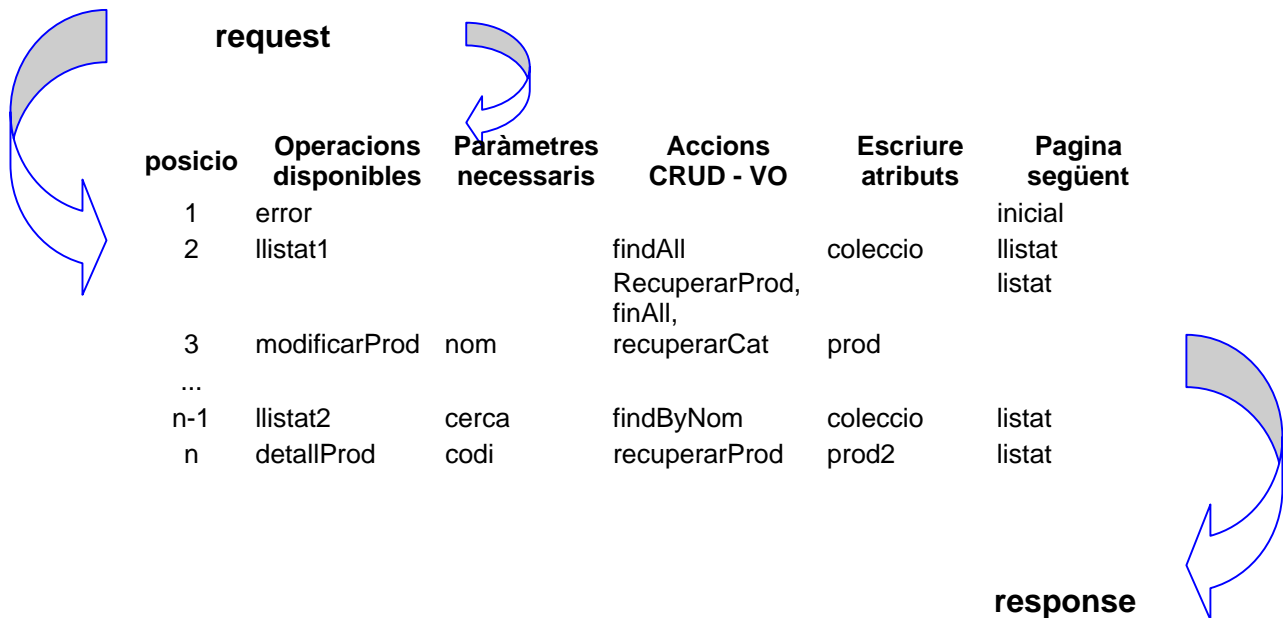 request
posicio Operacions disponibles Paràmetres necessaris Accions CRUD - VO Escriure atributs Pagina següent
1 error inicial
2 llistat1 findAll coleccio llistat
RecuperarProd, listat
finAll,
3 modificarProd nom recuperarCat prod
...
n-1 llistat2 cerca findByNom coleccio listat
n detallProd codi recuperarProd prod2 listat
response